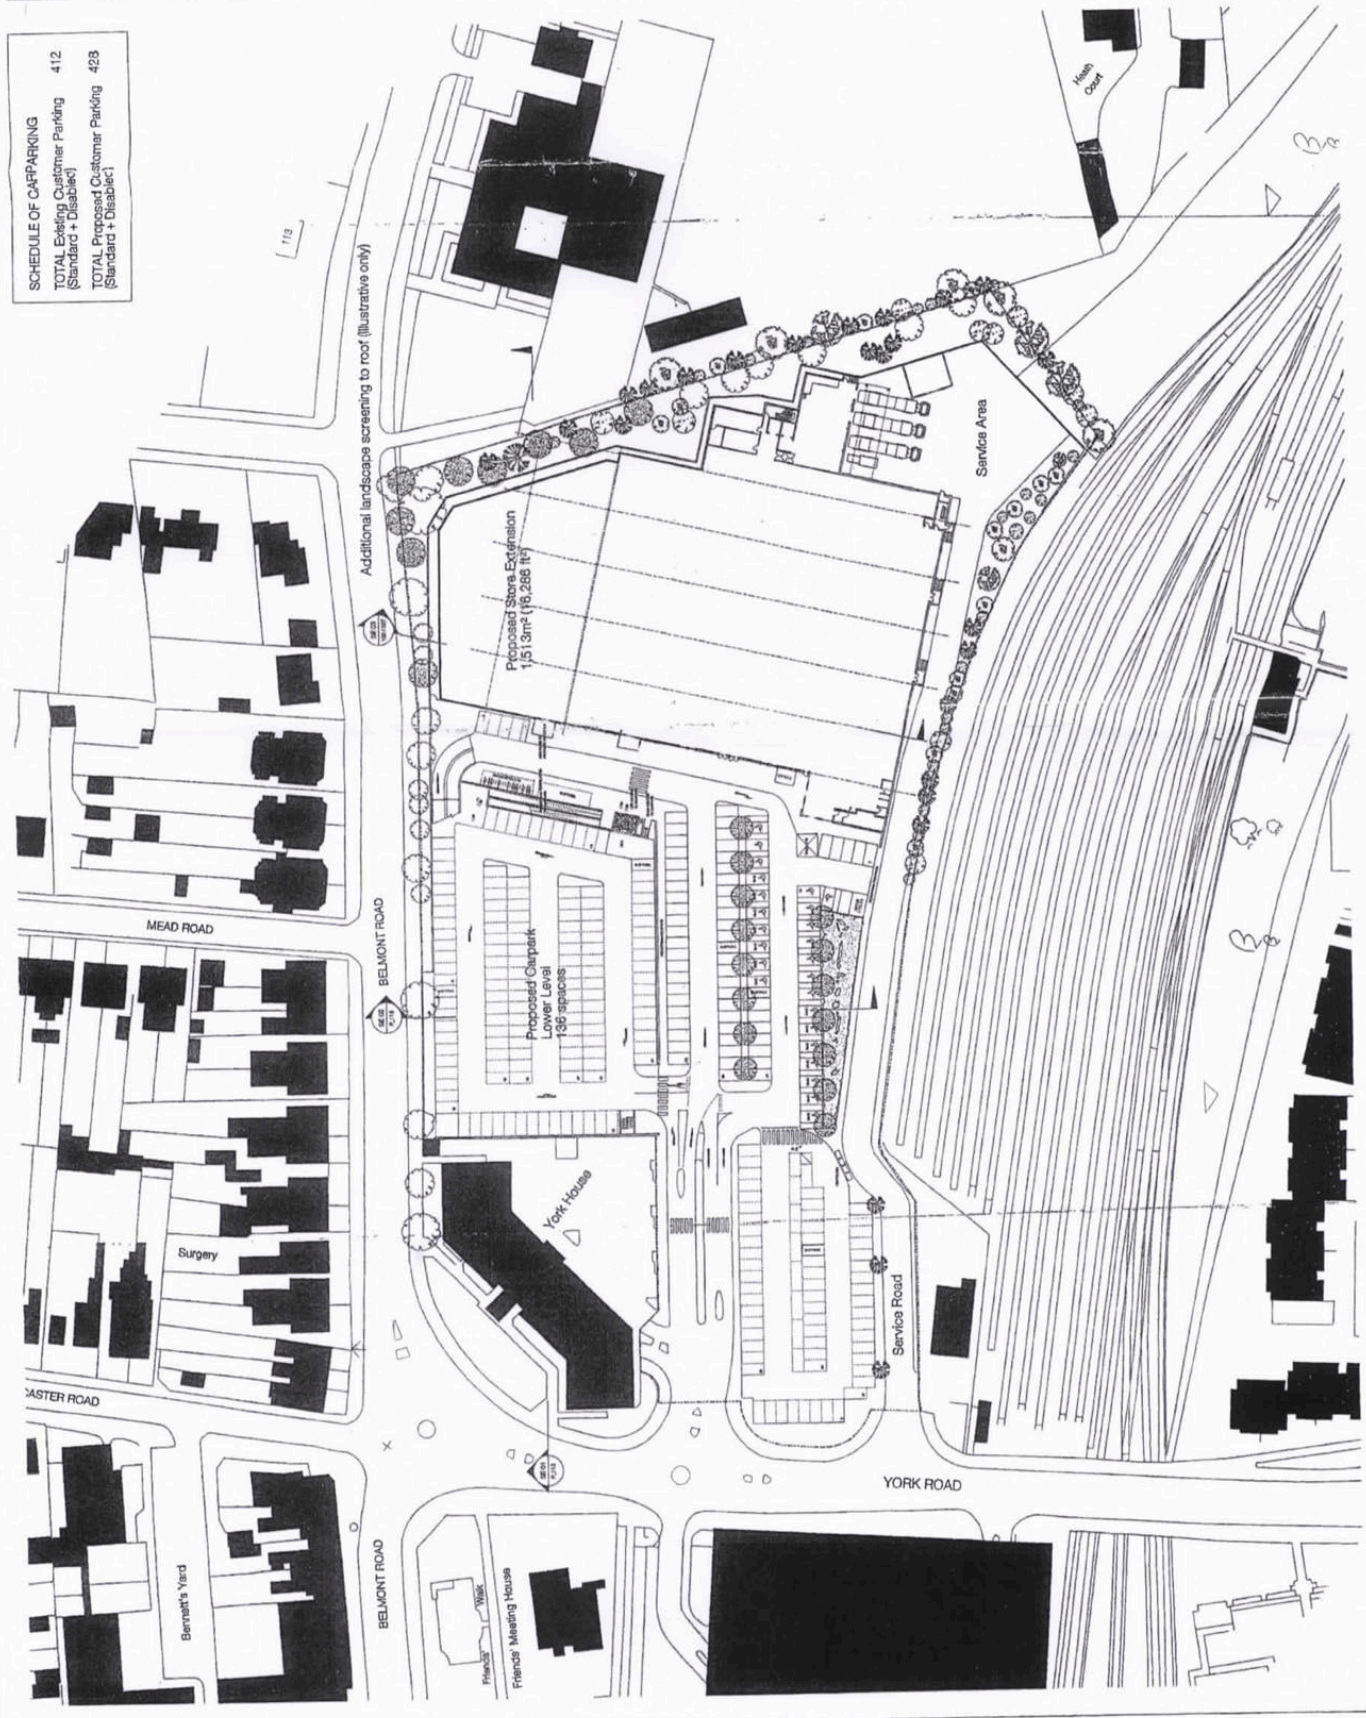 SCHEDULE OF CARPARKING
TOTAL Existing Customer Parking 412
(Standard + Disabled)
TOTAL Proposed Customer Parking 428
(Standard + Disabled)
Heath
Court
113
Additional landscape screening to roof (Illustrative only)
Service Area
Proposed Store Extension
1,513m² (16,286 ft²)
MEAD ROAD
BELMONT ROAD
Proposed Carpark
Lower Level
136 spaces
York House
Surgery
Service Road
CASTER ROAD
YORK ROAD
Bennett's Yard
BELMONT ROAD
Friends'
Walk
Friends' Meeting House